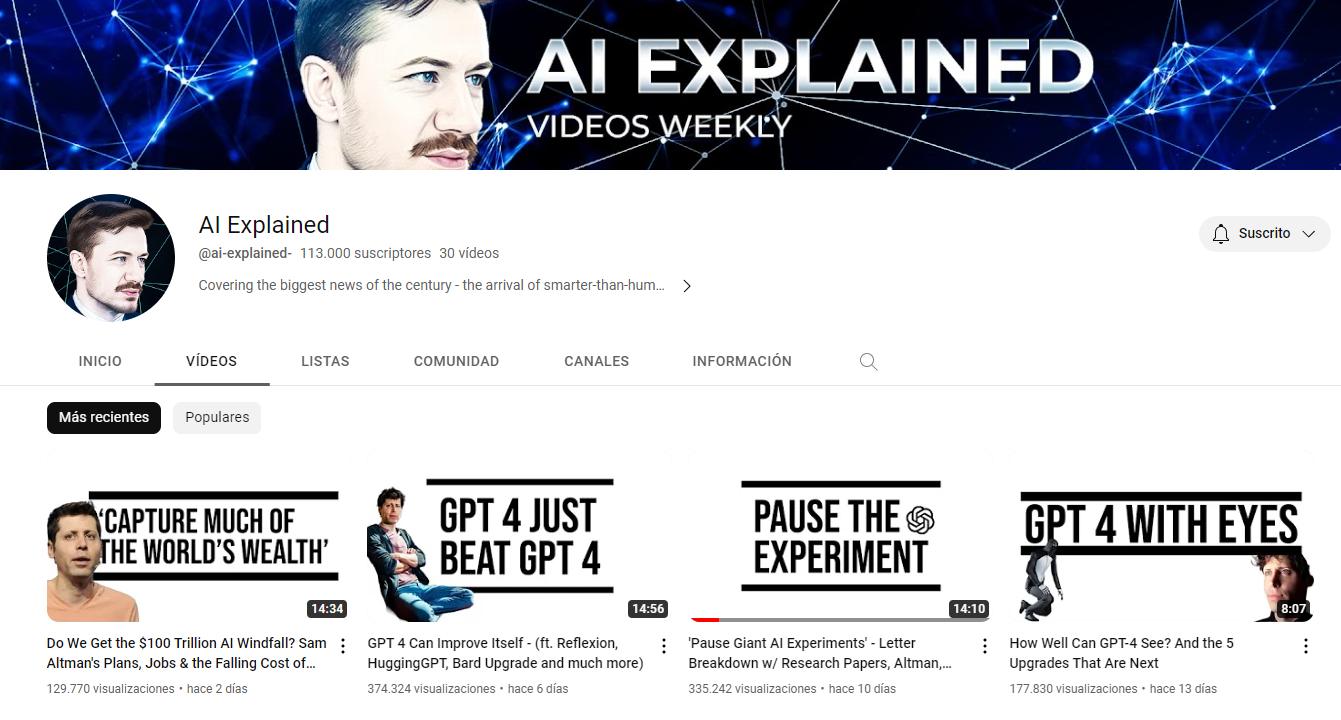 AI EXPLAINED
VIDEOS WEEKLY
AI Explained
@ai-explained- 113.000 suscriptores 30 vídeos
Covering the biggest news of the century - the arrival of smarter-than-hum…
Suscrito
INICIO VÍDEOS LISTAS COMUNIDAD CANALES INFORMACIÓN
Más recientes Populares
‘CAPTURE MUCH OF
THE WORLD’S WEALTH’
14:34
GPT 4 JUST
BEAT GPT 4
14:56
PAUSE THE
EXPERIMENT
14:10
GPT 4 WITH EYES
8:07
Do We Get the $100 Trillion AI Windfall? Sam
Altman's Plans, Jobs & the Falling Cost of…
129.770 visualizaciones • hace 2 días
GPT 4 Can Improve Itself - (ft. Reflexion,
HuggingGPT, Bard Upgrade and much more)
374.324 visualizaciones • hace 6 días
'Pause Giant AI Experiments' - Letter
Breakdown w/ Research Papers, Altman,…
335.242 visualizaciones • hace 10 días
How Well Can GPT-4 See? And the 5
Upgrades That Are Next
177.830 visualizaciones • hace 13 días